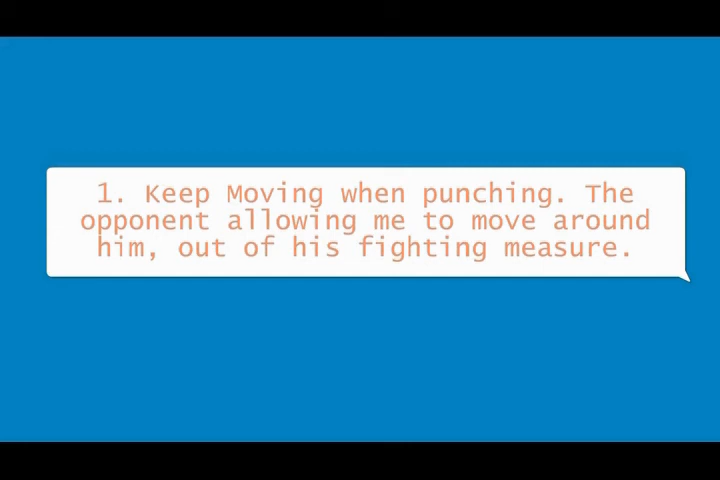 1. Keep Moving when punching. The
opponent allowing me to move around
him, out of his fighting measure.